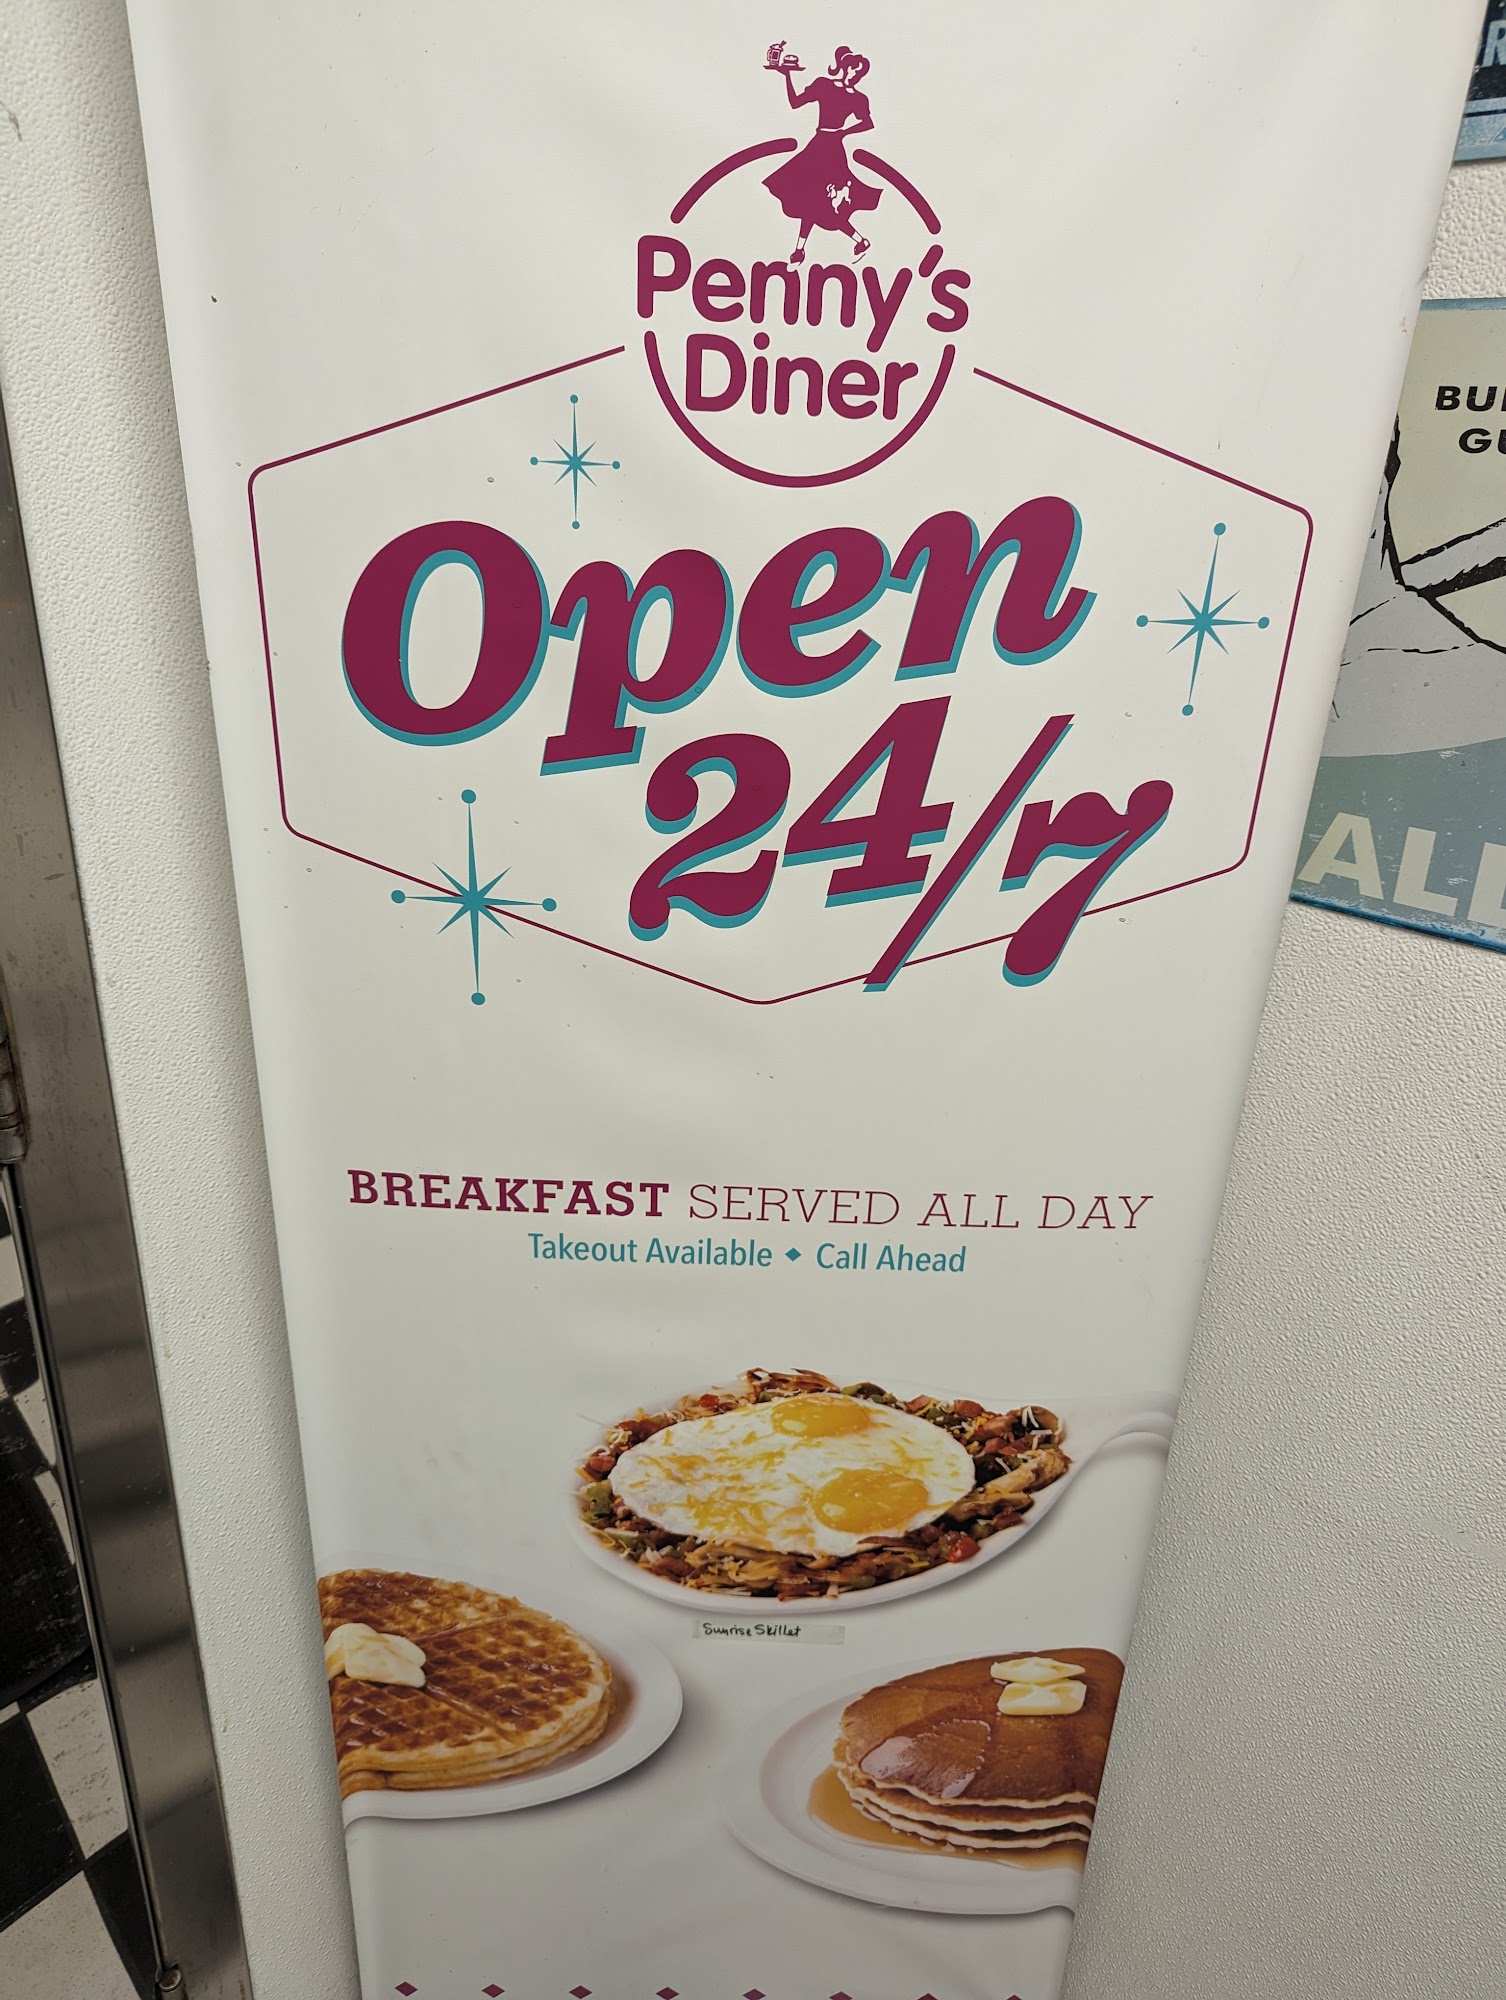 Penny's
Diner
Open
24/7
BREAKFAST SERVED ALL DAY
Takeout Available ◆ Call Ahead
Sunrise Skillet